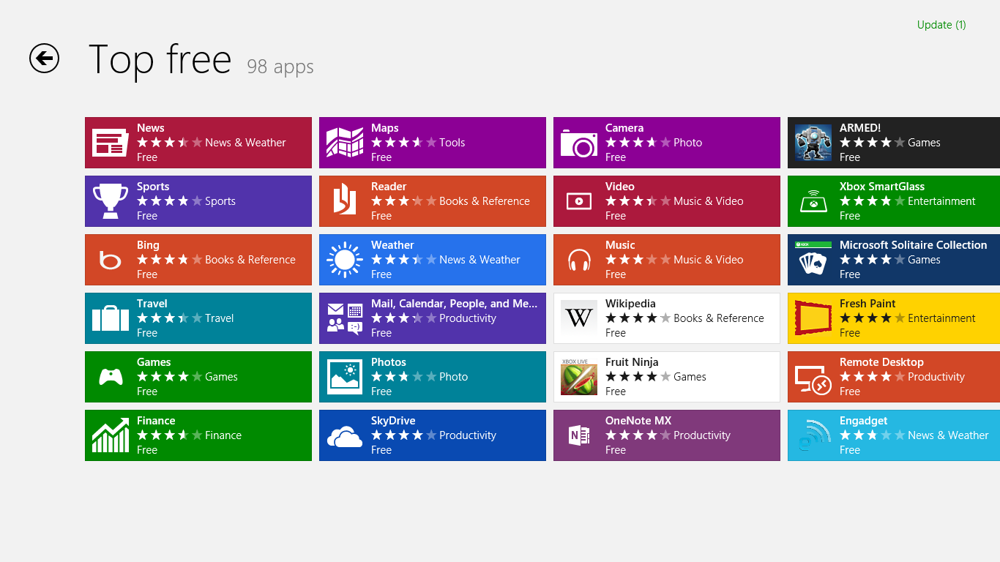 Update (1)
Top free 98 apps
News
News & Weather
Free
Sports
Sports
Free
Bing
Books & Reference
Free
Travel
Travel
Free
Games
Games
Free
Finance
Finance
Free
Maps
Tools
Free
Reader
Books & Reference
Free
Weather
News & Weather
Free
Mail, Calendar, People, and Me...
Productivity
Free
Photos
Photo
Free
SkyDrive
Productivity
Free
Camera
Photo
Free
Video
Music & Video
Free
Music
Music & Video
Free
W
Wikipedia
Books & Reference
Free
XBOX LIVE
Fruit Ninja
Games
Free
N
OneNote MX
Productivity
Free
ARMED!
Games
Free
Xbox SmartGlass
Entertainment
Free
XBOX
Microsoft Solitaire Collection
Games
Free
Fresh Paint
Entertainment
Free
Remote Desktop
Productivity
Free
Engadget
News & Weather
Free